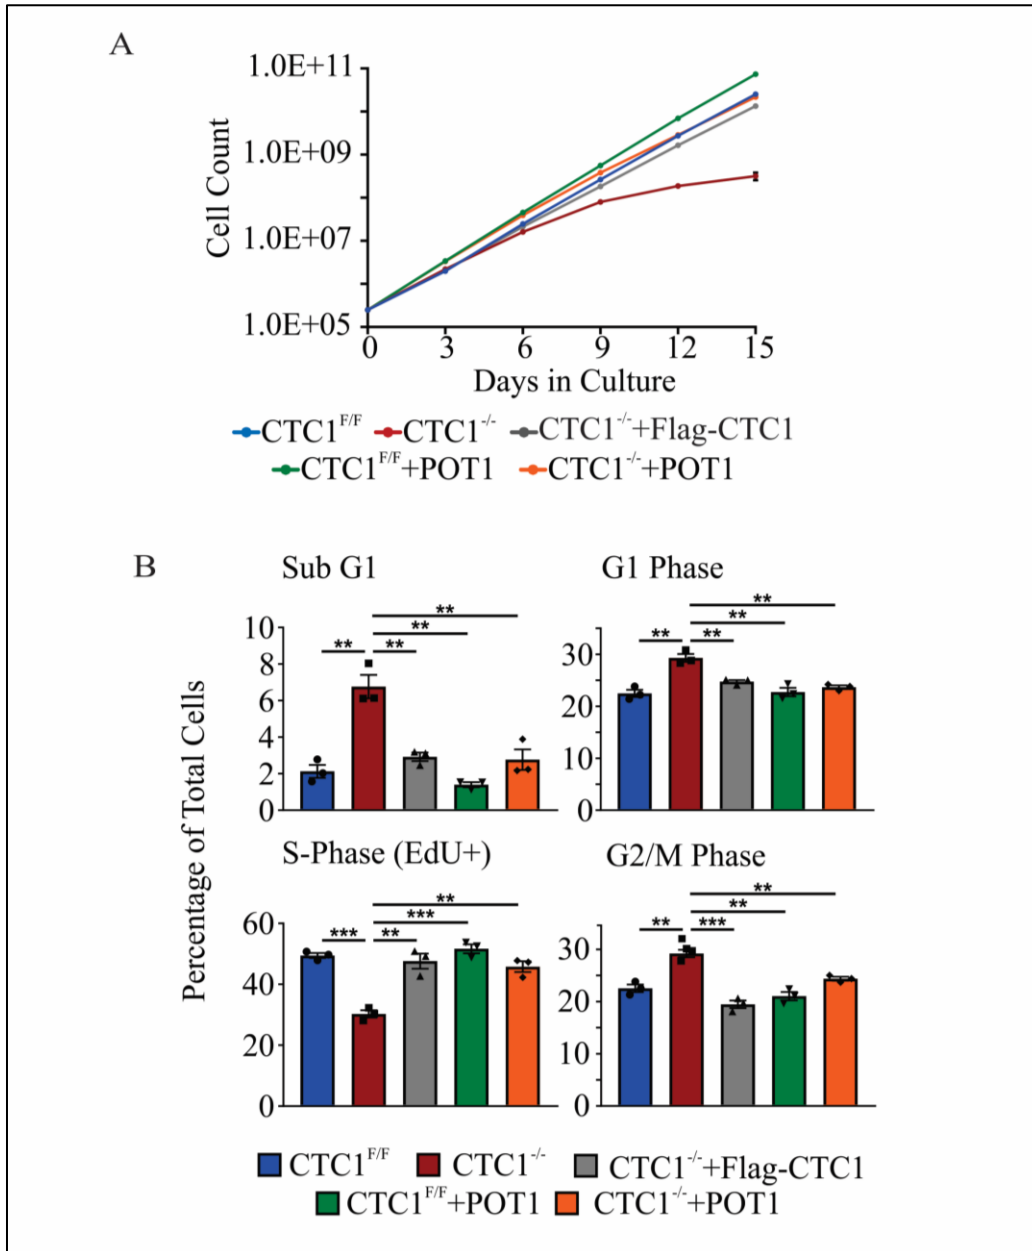 A
1.0E+11
1.0E+09
1.0E+07
1.0E+05
Cell Count
0 3 6 9 12 15
Days in Culture
CTC1F/F CTC1-/- CTC1-/-+Flag-CTC1
CTC1F/F+POT1 CTC1-/-+POT1
B
Percentage of Total Cells
Sub G1
10
8
6
4
2
0
** ** ** **
G1 Phase
30
20
10
0
** ** ** **
S-Phase (EdU+)
60
40
20
0
*** ** *** **
G2/M Phase
30
20
10
0
** *** ** **
CTC1F/F CTC1-/- CTC1-/-+Flag-CTC1
CTC1F/F+POT1 CTC1-/-+POT1